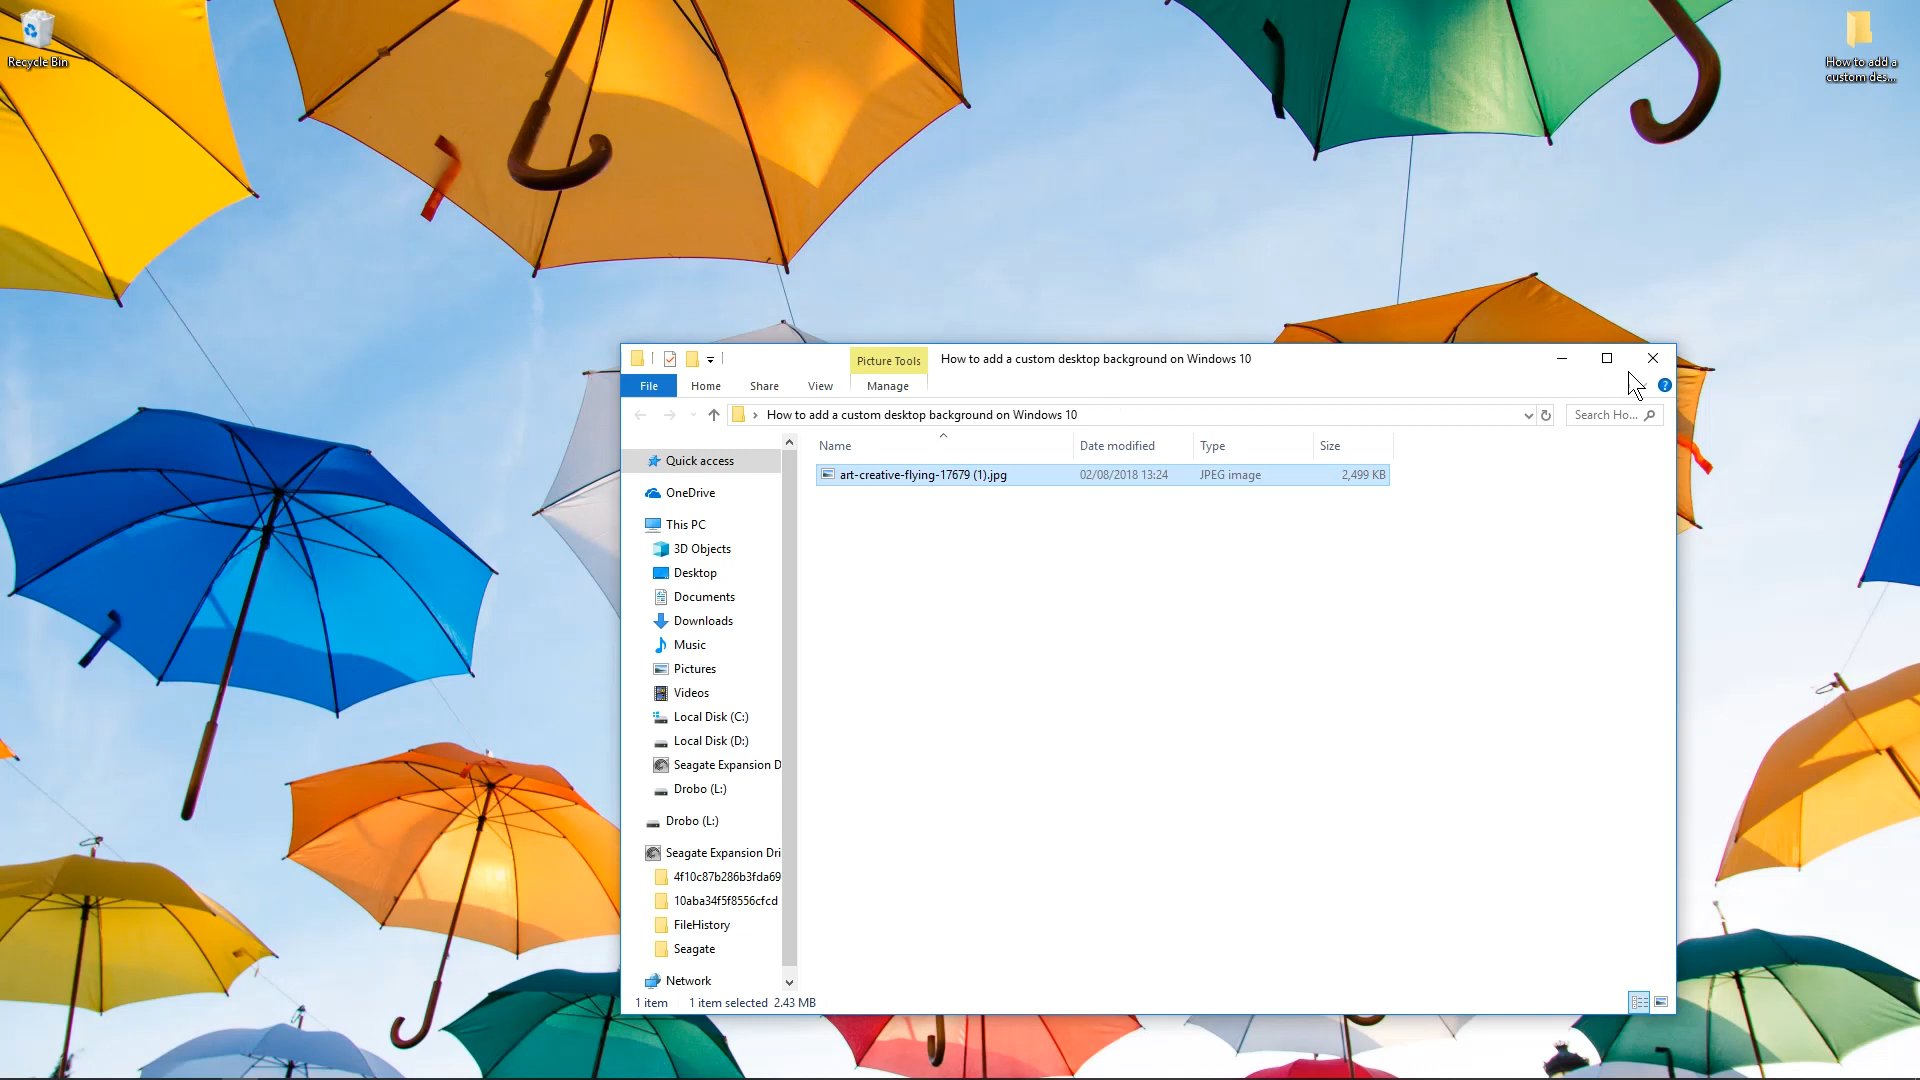 Recycle Bin
How to add a
custom des...
Picture Tools
How to add a custom desktop background on Windows 10
File
Home
Share
View
Manage
?
How to add a custom desktop background on Windows 10
Search Ho...
Name
Date modified
Type
Size
art-creative-flying-17679 (1).jpg
02/08/2018 13:24
JPEG image
2,499 KB
Quick access
OneDrive
This PC
3D Objects
Desktop
Documents
Downloads
Music
Pictures
Videos
Local Disk (C:)
Local Disk (D:)
Seagate Expansion D
Drobo (L:)
Drobo (L:)
Seagate Expansion Dri
4f10c87b286b3fda69
10aba34f5f8556cfcd
FileHistory
Seagate
Network
1 item
1 item selected 2.43 MB